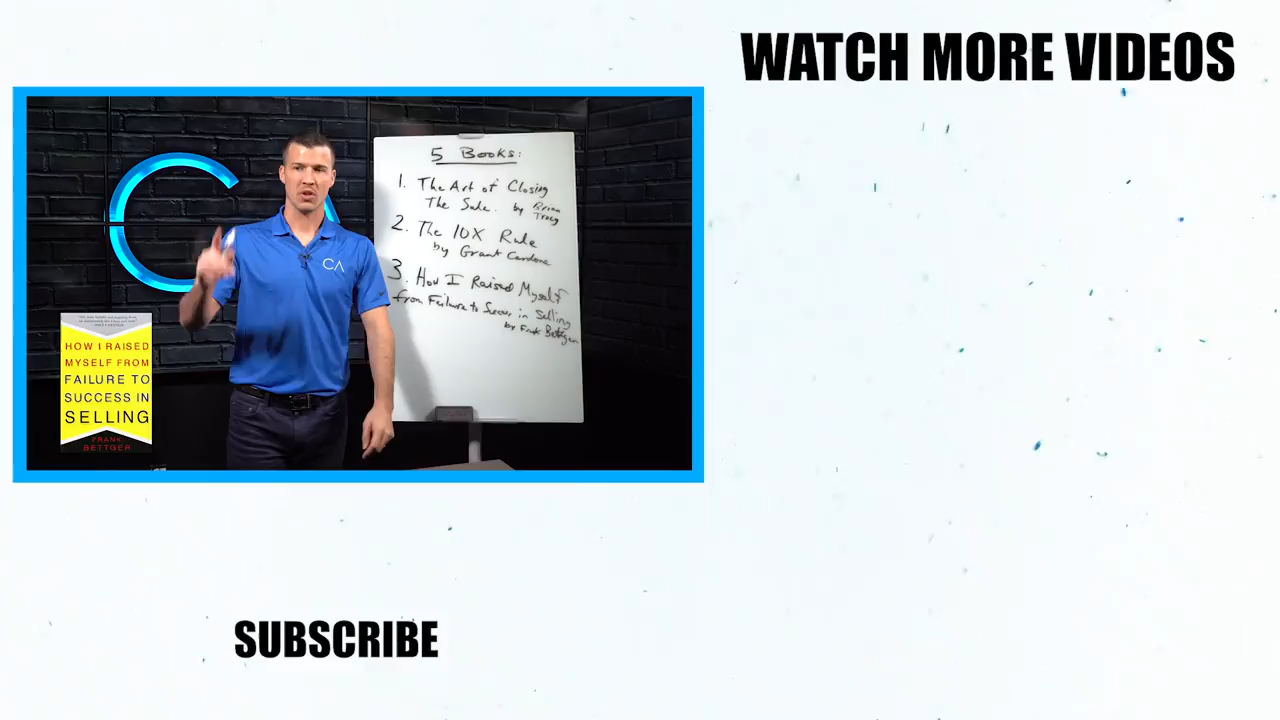 WATCH MORE VIDEOS
5 Books:
1. The Art of Closing
The Sale. by Brian
Tracy
2. The 10X Rule
by Grant Cardone
3. How I Raised Myself
from Failure to Success in Selling
by Frank Bettger
CA
CA
HOW I RAISED
MYSELF FROM
FAILURE TO
SUCCESS IN
SELLING
FRANK
BETTGER
SUBSCRIBE